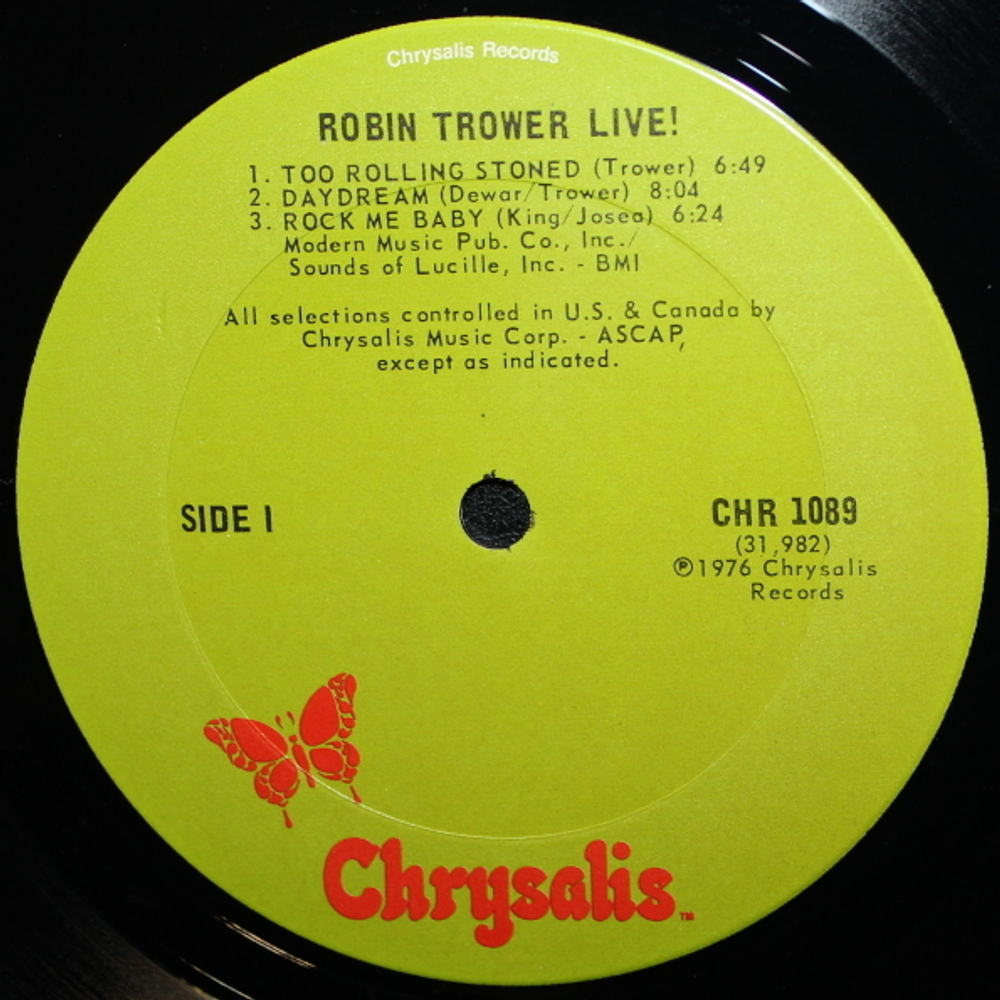 Chrysalis Records
ROBIN TROWER LIVE!
1. TOO ROLLING STONED (Trower) 6:49
2. DAYDREAM (Dewar/Trower) 8:04
3. ROCK ME BABY (King/Josea) 6:24
Modern Music Pub. Co., Inc./
Sounds of Lucille, Inc. - BMI
All selections controlled in U.S. & Canada by
Chrysalis Music Corp. - ASCAP,
except as indicated.
SIDE I
CHR 1089
(31,982)
℗1976 Chrysalis
Records
Chrysalis™